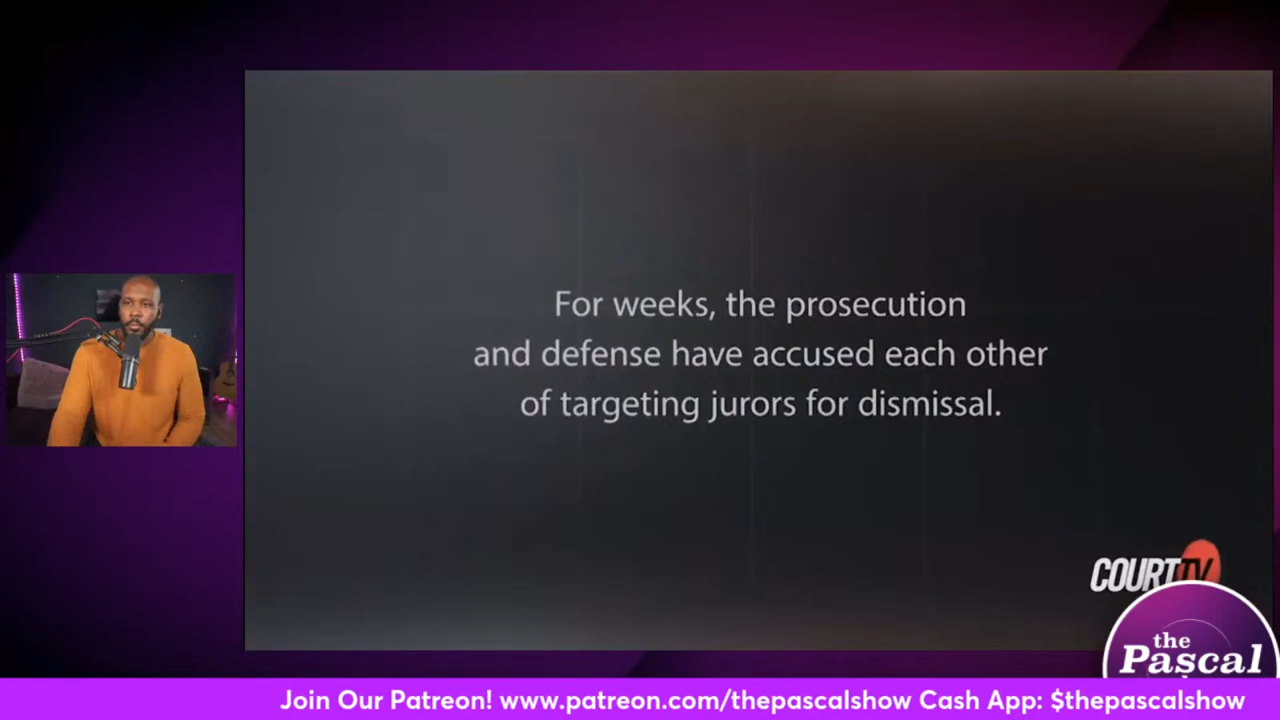 For weeks, the prosecution
and defense have accused each other
of targeting jurors for dismissal.
COURT TV
the
Pascal
Join Our Patreon! www.patreon.com/thepascalshow Cash App: $thepascalshow